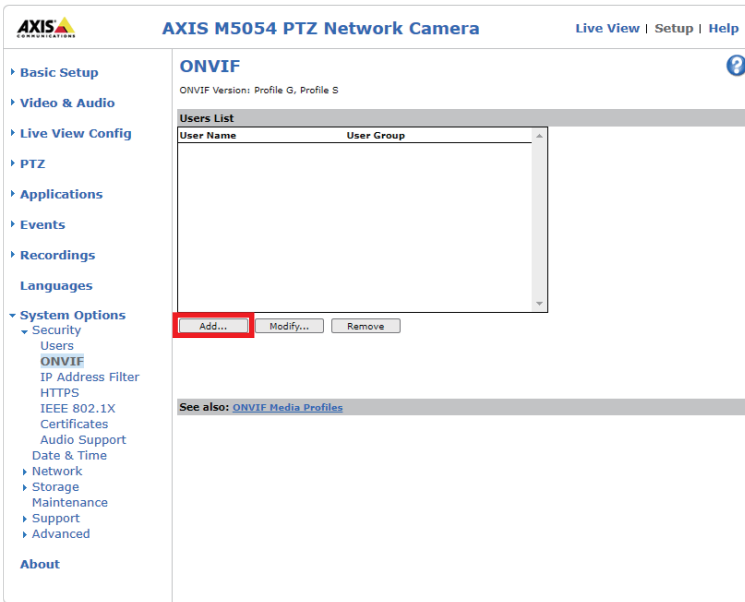 AXIS
COMMUNICATIONS
AXIS M5054 PTZ Network Camera
Live View | Setup | Help
Basic Setup
Video & Audio
Live View Config
PTZ
Applications
Events
Recordings
Languages
System Options
Security
Users
ONVIF
IP Address Filter
HTTPS
IEEE 802.1X
Certificates
Audio Support
Date & Time
Network
Storage
Maintenance
Support
Advanced
About
ONVIF
?
ONVIF Version: Profile G, Profile S
Users List
User Name User Group
Add... Modify... Remove
See also: ONVIF Media Profiles